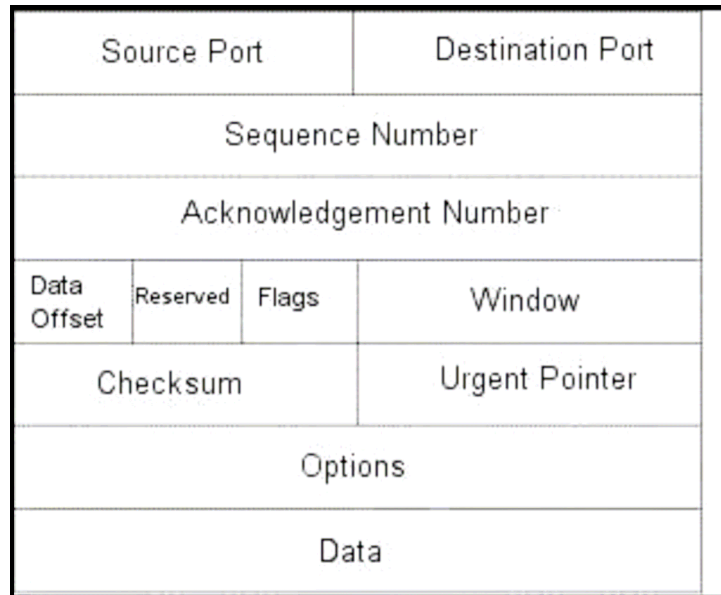 Source Port Destination Port
Sequence Number
Acknowledgement Number
Data Offset Reserved Flags Window
Checksum Urgent Pointer
Options
Data